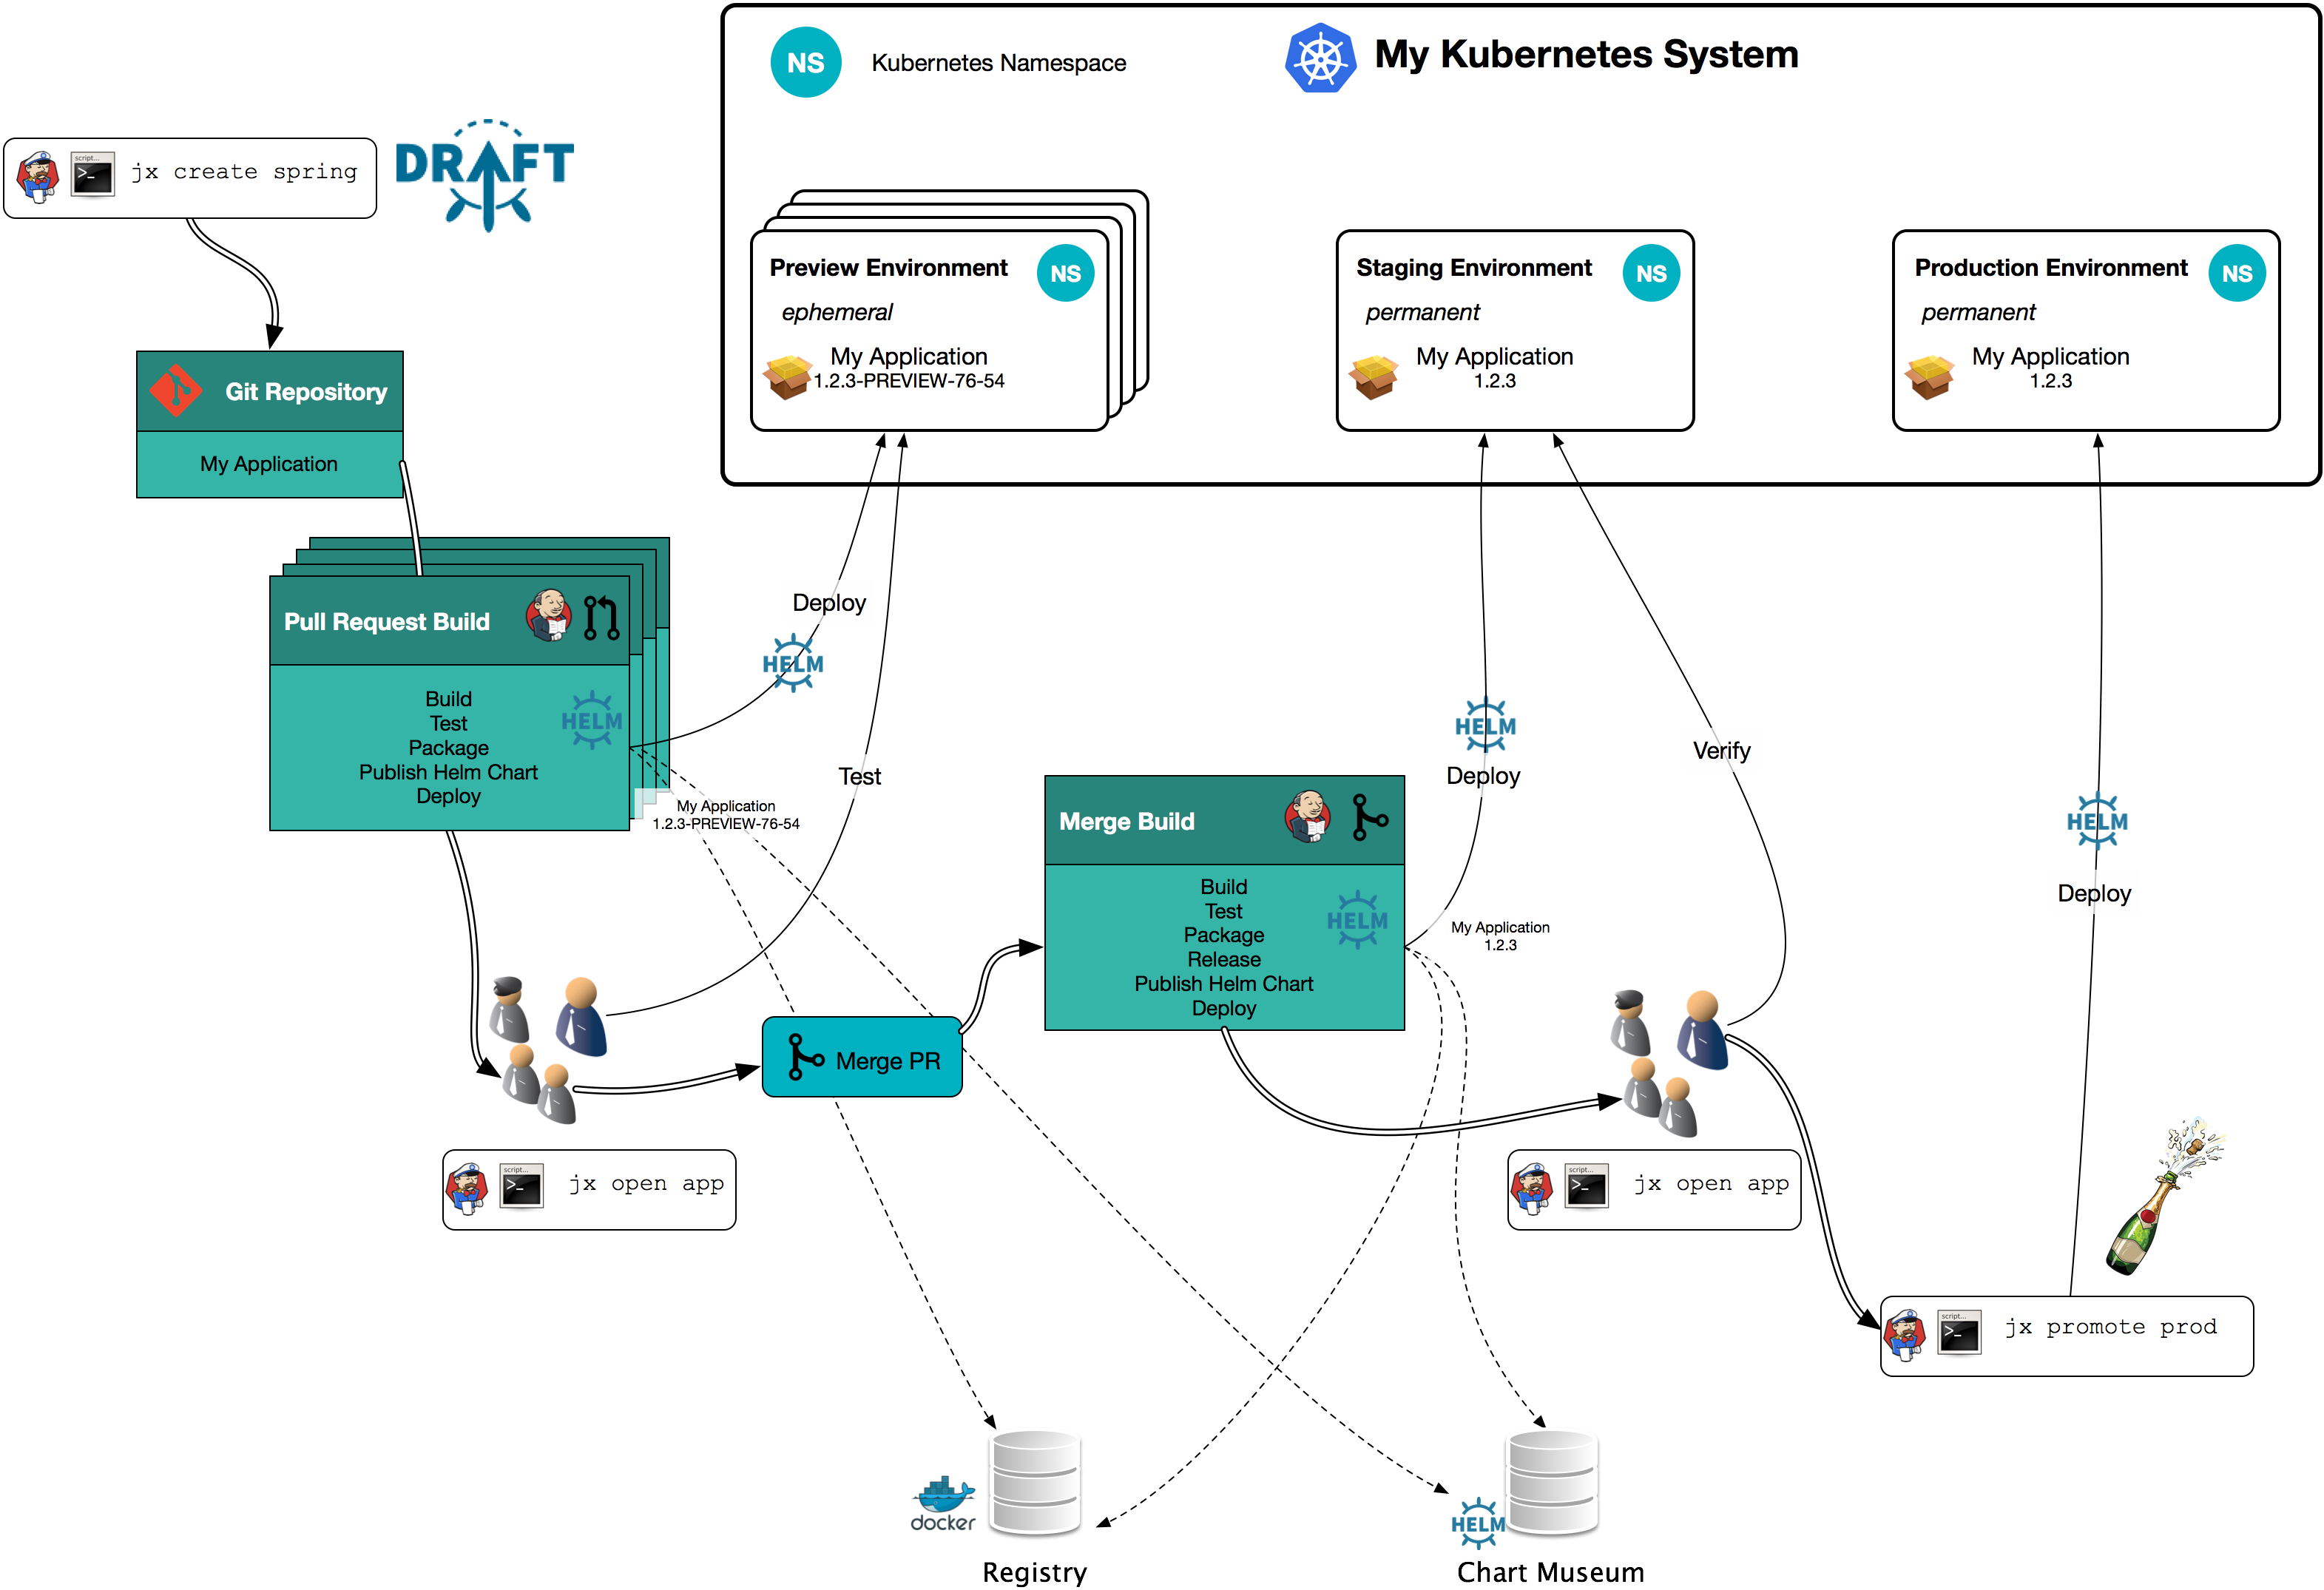 NS
Kubernetes Namespace
My Kubernetes System
script...
>_
jx create spring
DRAFT
Preview Environment
NS
ephemeral
My Application
1.2.3-PREVIEW-76-54
Staging Environment
NS
permanent
My Application
1.2.3
Production Environment
NS
permanent
My Application
1.2.3
Git Repository
My Application
Pull Request Build
Build
Test
Package
Publish Helm Chart
Deploy
HELM
Deploy
HELM
Test
My Application
1.2.3-PREVIEW-76-54
HELM
Deploy
Verify
Merge Build
Build
Test
Package
Release
Publish Helm Chart
Deploy
HELM
My Application
1.2.3
HELM
Deploy
Merge PR
script...
>_
jx open app
script...
>_
jx open app
script...
>_
jx promote prod
docker
Registry
HELM
Chart Museum